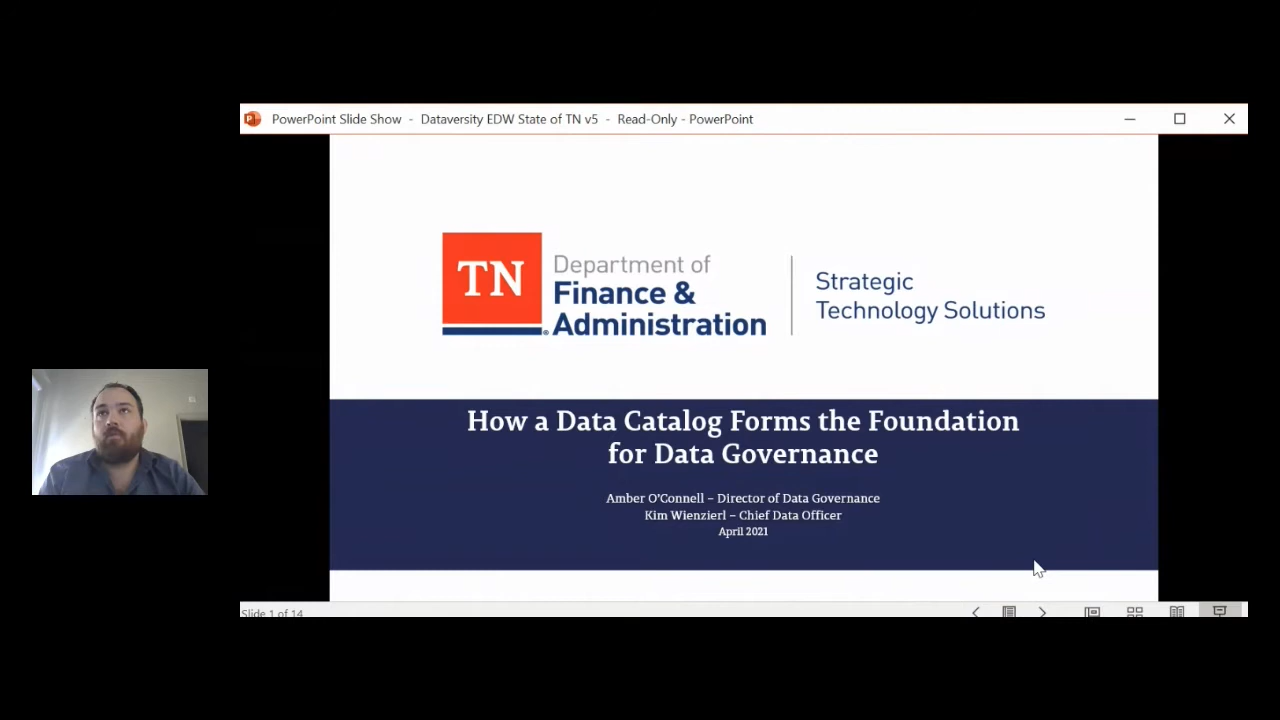 PowerPoint Slide Show - Dataversity EDW State of TN v5 - Read-Only - PowerPoint
TN
Department of
Finance &
Administration
®
Strategic
Technology Solutions
How a Data Catalog Forms the Foundation
for Data Governance
Amber O'Connell – Director of Data Governance
Kim Wienzierl – Chief Data Officer
April 2021
Slide 1 of 14